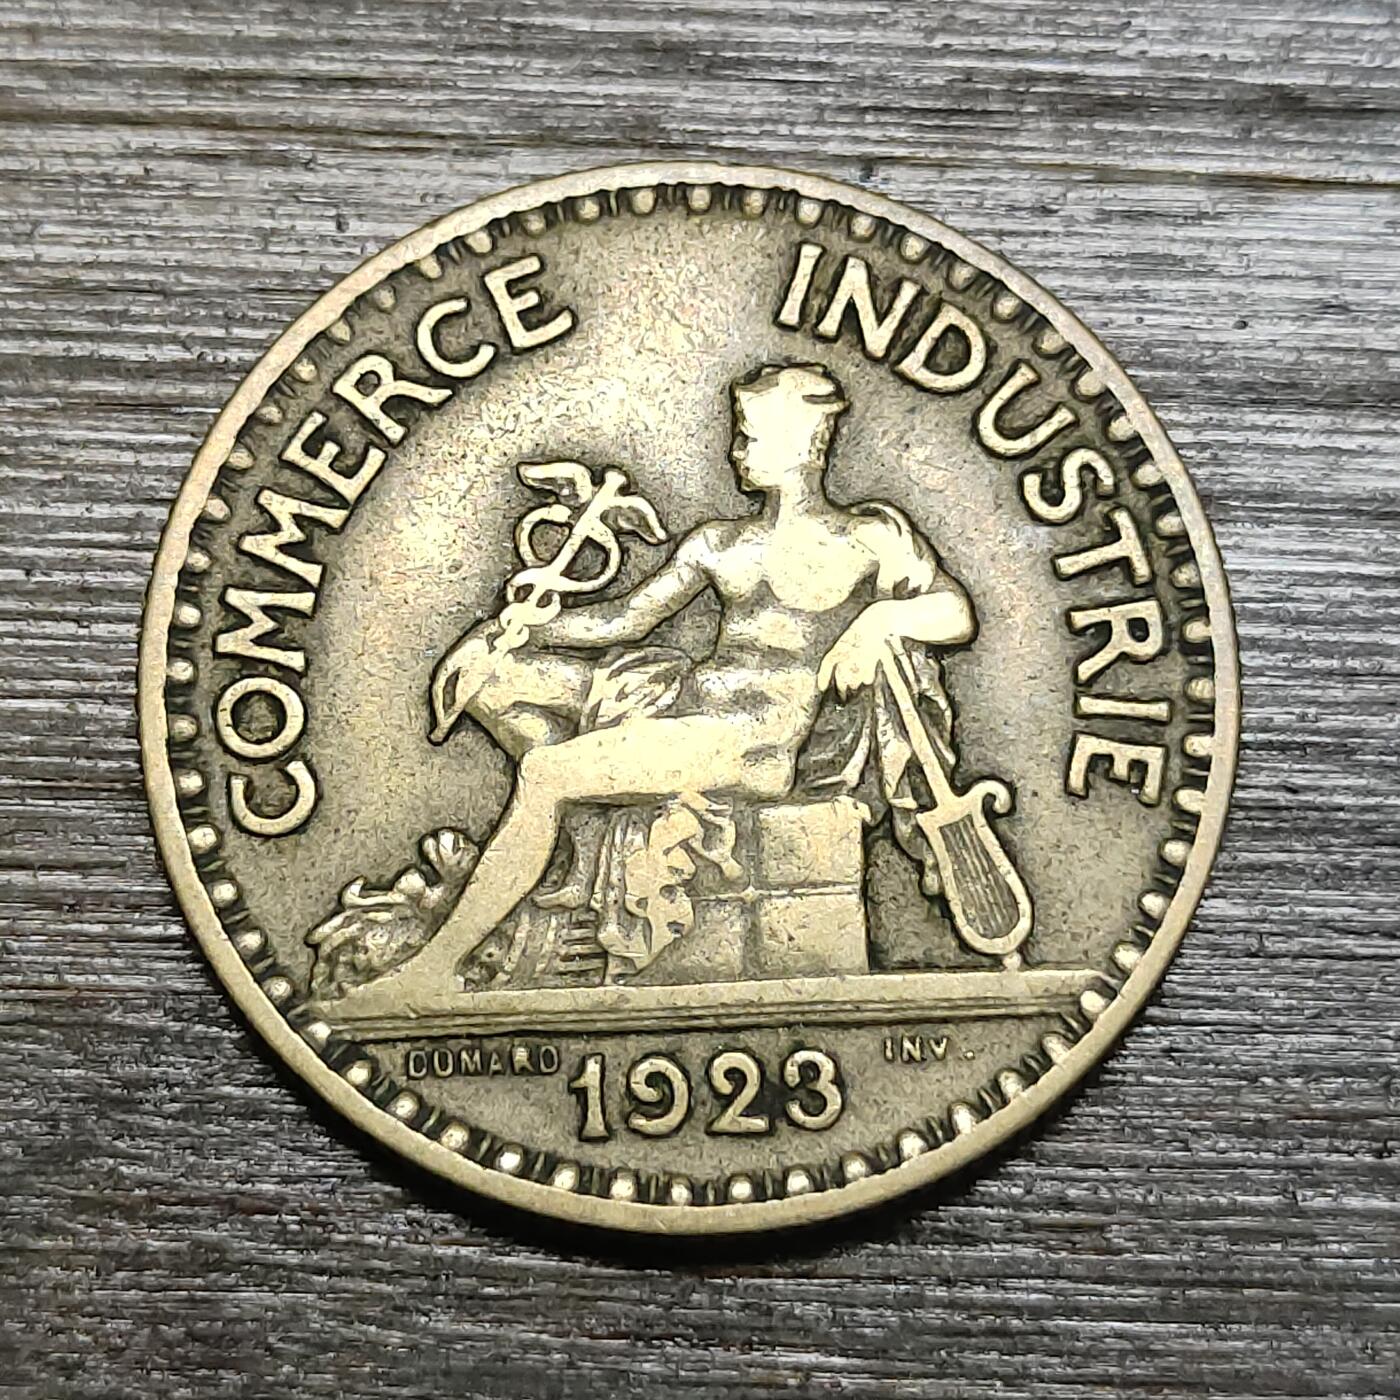 COMMERCE INDUSTRIE
DOMARD 1923 INV.